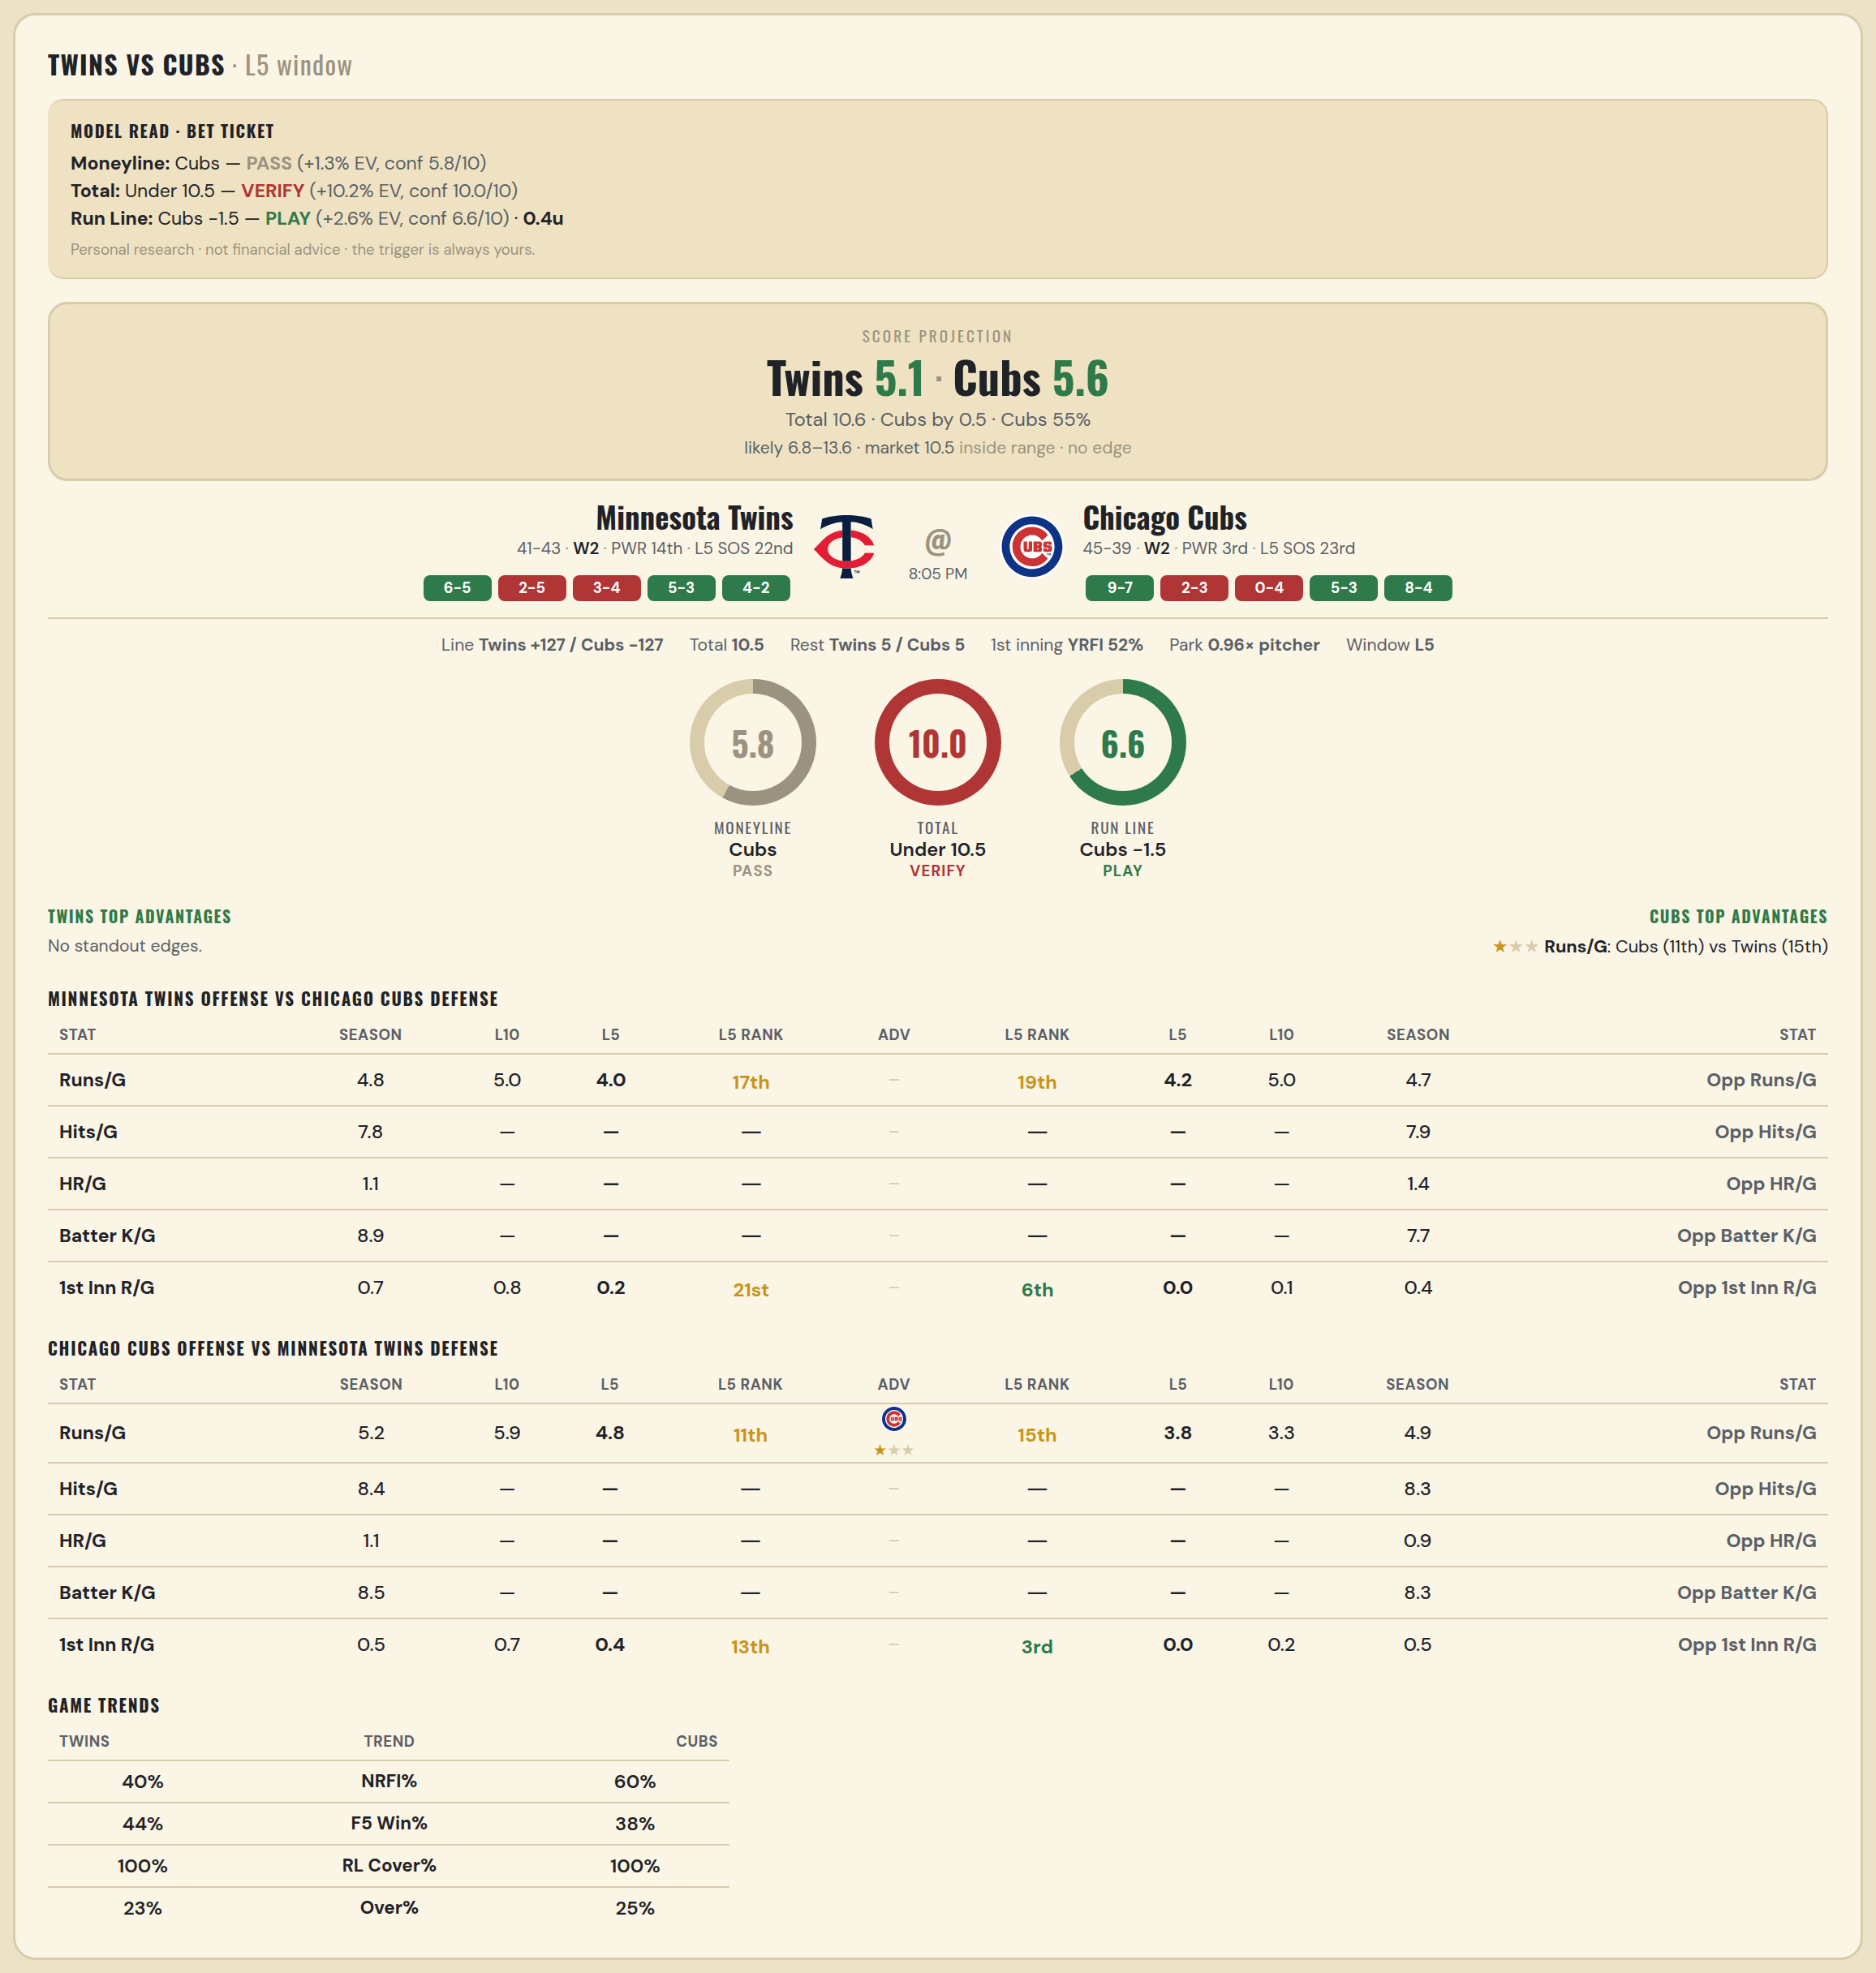 TWINS VS CUBS · L5 window
MODEL READ · BET TICKET
Moneyline: Cubs — PASS (+1.3% EV, conf 5.8/10)
Total: Under 10.5 — VERIFY (+10.2% EV, conf 10.0/10)
Run Line: Cubs -1.5 — PLAY (+2.6% EV, conf 6.6/10) · 0.4u
Personal research · not financial advice · the trigger is always yours.
SCORE PROJECTION
Twins 5.1 · Cubs 5.6
Total 10.6 · Cubs by 0.5 · Cubs 55%
likely 6.8–13.6 · market 10.5 inside range · no edge
Minnesota Twins
41-43 · W2 · PWR 14th · L5 SOS 22nd
6-5 2-5 3-4 5-3 4-2
@
8:05 PM
Chicago Cubs
45-39 · W2 · PWR 3rd · L5 SOS 23rd
9-7 2-3 0-4 5-3 8-4
Line Twins +127 / Cubs -127 Total 10.5 Rest Twins 5 / Cubs 5 1st inning YRFI 52% Park 0.96× pitcher Window L5
5.8 10.0 6.6
MONEYLINE TOTAL RUN LINE
Cubs Under 10.5 Cubs -1.5
PASS VERIFY PLAY
TWINS TOP ADVANTAGES
No standout edges.
CUBS TOP ADVANTAGES
★★★ Runs/G: Cubs (11th) vs Twins (15th)
MINNESOTA TWINS OFFENSE VS CHICAGO CUBS DEFENSE
STAT SEASON L10 L5 L5 RANK ADV L5 RANK L5 L10 SEASON STAT
Runs/G 4.8 5.0 4.0 17th – 19th 4.2 5.0 4.7 Opp Runs/G
Hits/G 7.8 — — — – — — — 7.9 Opp Hits/G
HR/G 1.1 — — — – — — — 1.4 Opp HR/G
Batter K/G 8.9 — — — – — — — 7.7 Opp Batter K/G
1st Inn R/G 0.7 0.8 0.2 21st – 6th 0.0 0.1 0.4 Opp 1st Inn R/G
CHICAGO CUBS OFFENSE VS MINNESOTA TWINS DEFENSE
STAT SEASON L10 L5 L5 RANK ADV L5 RANK L5 L10 SEASON STAT
Runs/G 5.2 5.9 4.8 11th ★★★ 15th 3.8 3.3 4.9 Opp Runs/G
Hits/G 8.4 — — — – — — — 8.3 Opp Hits/G
HR/G 1.1 — — — – — — — 0.9 Opp HR/G
Batter K/G 8.5 — — — – — — — 8.3 Opp Batter K/G
1st Inn R/G 0.5 0.7 0.4 13th – 3rd 0.0 0.2 0.5 Opp 1st Inn R/G
GAME TRENDS
TWINS TREND CUBS
40% NRFI% 60%
44% F5 Win% 38%
100% RL Cover% 100%
23% Over% 25%